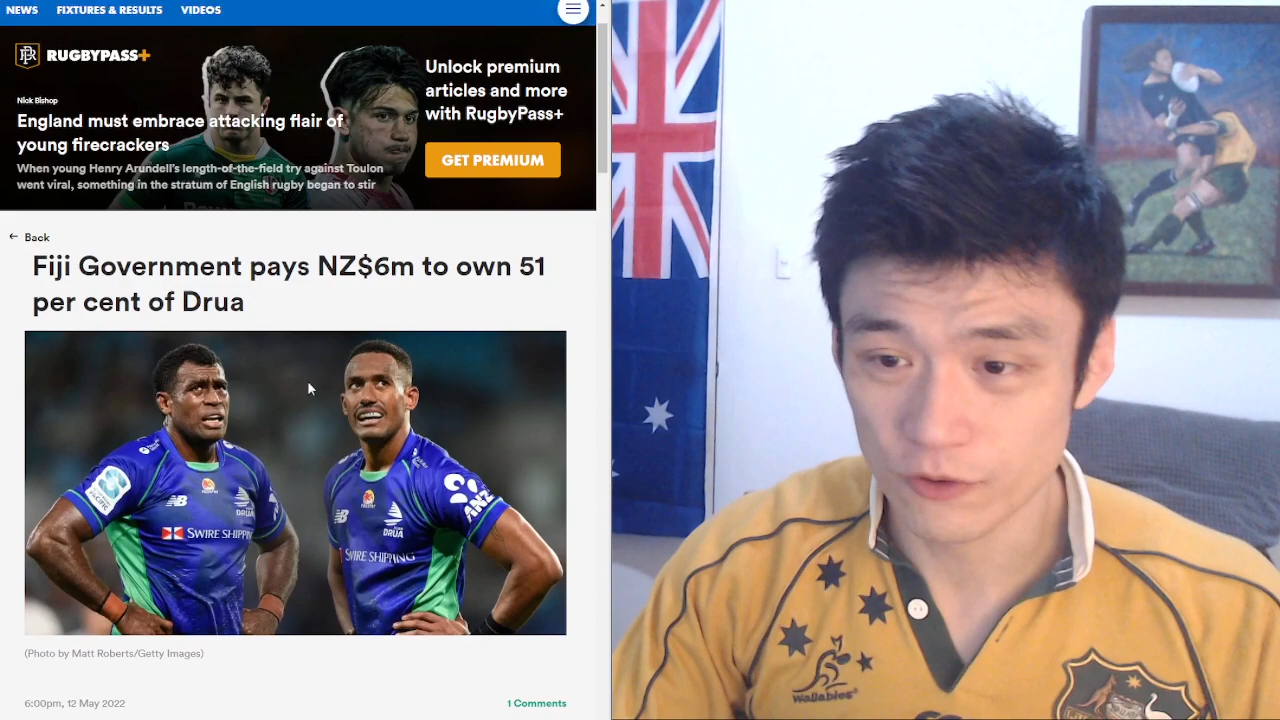 NEWS FIXTURES & RESULTS VIDEOS
RUGBYPASS+
Nick Bishop
England must embrace attacking flair of
young firecrackers
When young Henry Arundell's length-of-the-field try against Toulon
went viral, something in the stratum of English rugby began to stir
Unlock premium
articles and more
with RugbyPass+
GET PREMIUM
← Back
Fiji Government pays NZ$6m to own 51
per cent of Drua
PACIFIC
NB
DRUA
SWIRE SHIPPING
NB
DRUA
ANZ
SWIRE SHIPPING
(Photo by Matt Roberts/Getty Images)
6:00pm, 12 May 2022
1 Comments
Wallabies